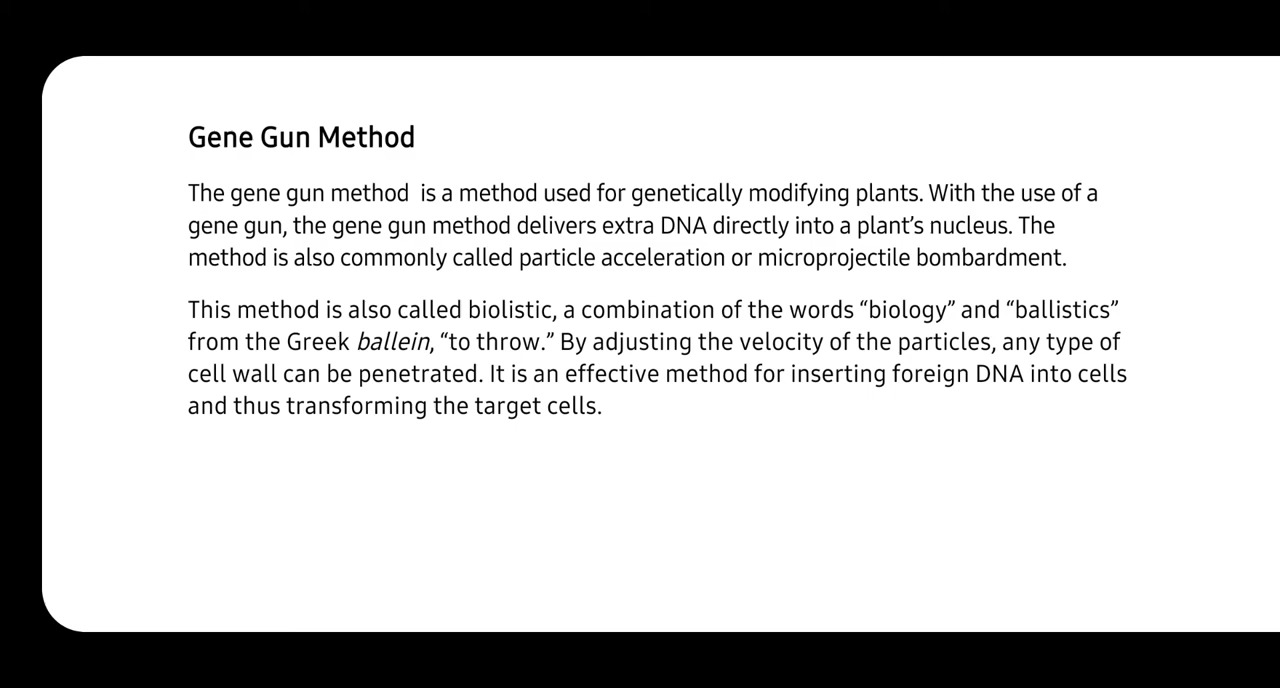 Gene Gun Method
The gene gun method  is a method used for genetically modifying plants. With the use of a
gene gun, the gene gun method delivers extra DNA directly into a plant’s nucleus. The
method is also commonly called particle acceleration or microprojectile bombardment.
This method is also called biolistic, a combination of the words “biology” and “ballistics”
from the Greek ballein, “to throw.” By adjusting the velocity of the particles, any type of
cell wall can be penetrated. It is an effective method for inserting foreign DNA into cells
and thus transforming the target cells.